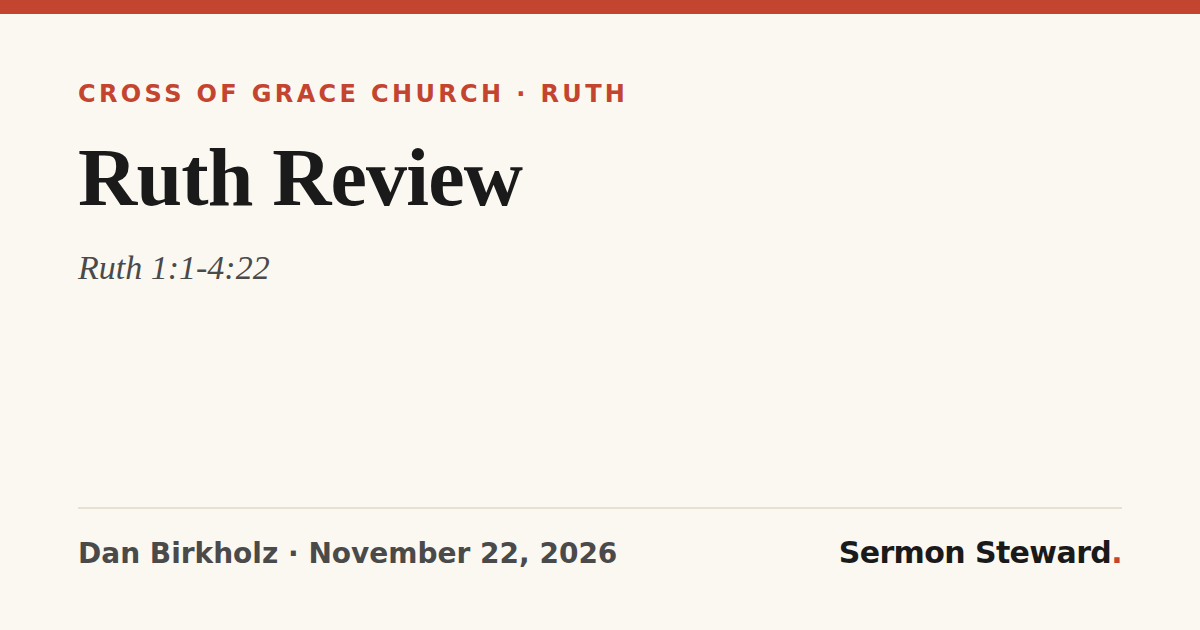 CROSS OF GRACE CHURCH · RUTH
Ruth Review
Ruth 1:1-4:22
Dan Birkholz · November 22, 2026
Sermon Steward.